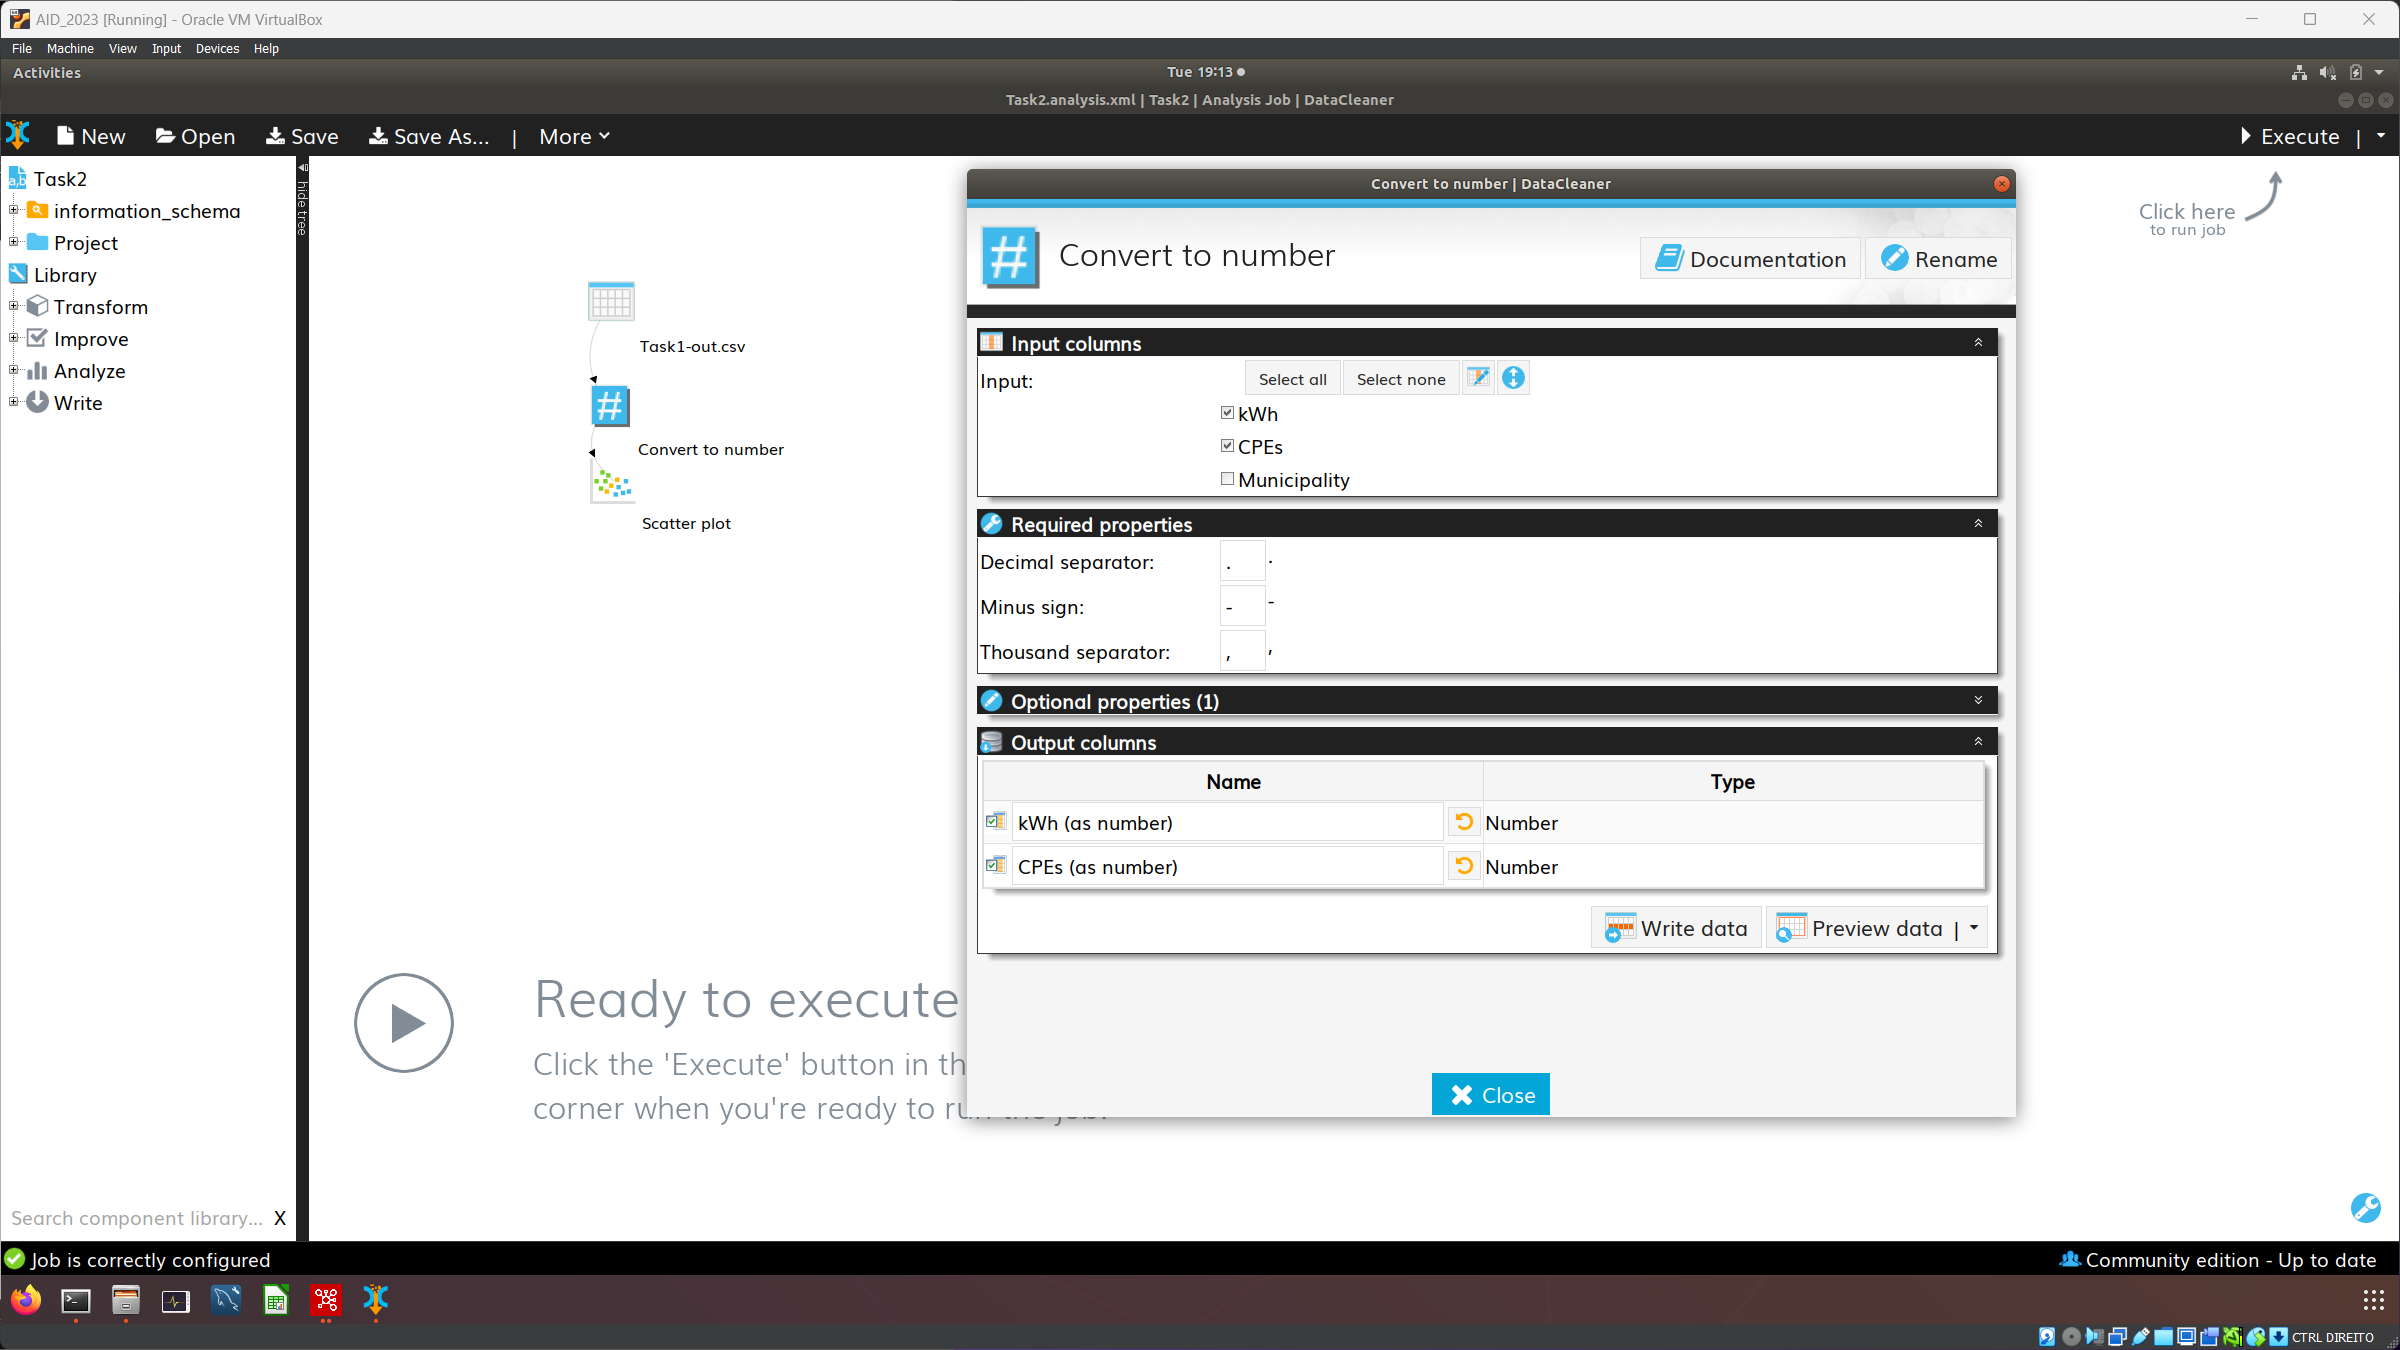 AID_2023 [Running] - Oracle VM VirtualBox
File Machine View Input Devices Help
Activities
Tue 19:13
Task2.analysis.xml | Task2 | Analysis Job | DataCleaner
New Open Save Save As... | More
Execute |
Task2
information_schema
Project
Library
Transform
Improve
Analyze
Write
hide tree
Click here
to run job
Task1-out.csv
Convert to number
Scatter plot
Convert to number | DataCleaner
Convert to number
Documentation
Rename
Input columns
Input:
Select all
Select none
kWh
CPEs
Municipality
Required properties
Decimal separator: . .
Minus sign: - -
Thousand separator: , ,
Optional properties (1)
Output columns
Name Type
kWh (as number) Number
CPEs (as number) Number
Write data
Preview data |
Close
Ready to execute
Click the 'Execute' button in th
corner when you're ready to run the job.
Search component library... X
Job is correctly configured
Community edition - Up to date
CTRL DIREITO